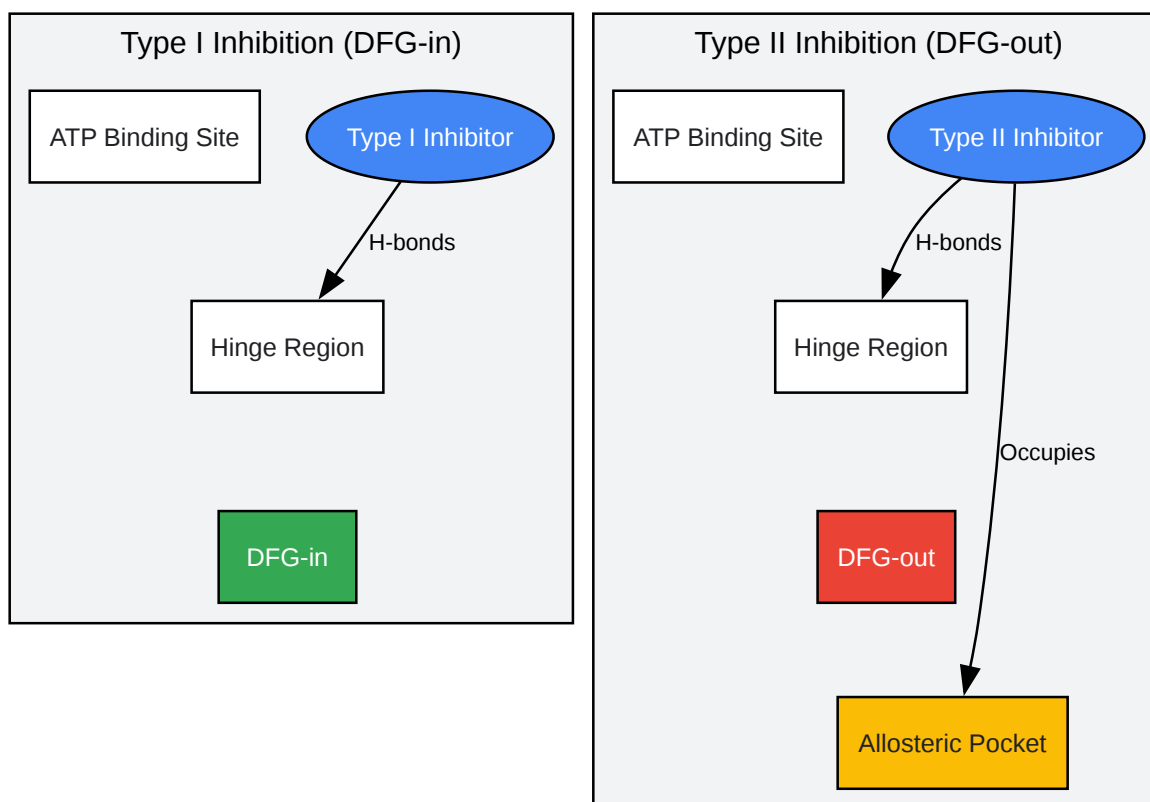 Type I Inhibition (DFG-in)
ATP Binding Site
Type I Inhibitor
H-bonds
Hinge Region
DFG-in
Type II Inhibition (DFG-out)
ATP Binding Site
Type II Inhibitor
H-bonds
Hinge Region
Occupies
DFG-out
Allosteric Pocket